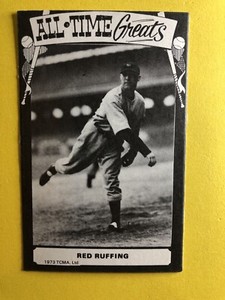 ALL·TIME Greats
RED RUFFING
1973 TCMA. Ltd